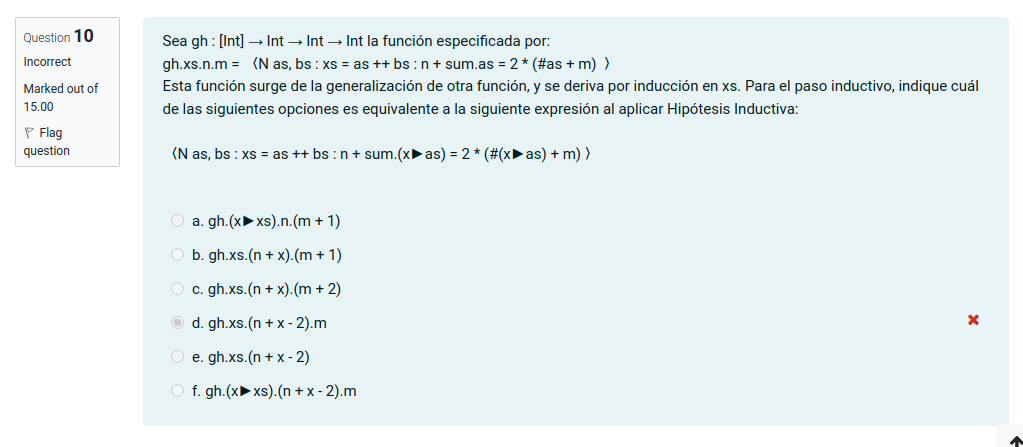 Question 10
Incorrect
Marked out of
15.00
Flag
question
Sea gh : [Int] → Int → Int → Int la función especificada por:
gh.xs.n.m = ⟨N as, bs : xs = as ++ bs : n + sum.as = 2 * (#as + m) ⟩
Esta función surge de la generalización de otra función, y se deriva por inducción en xs. Para el paso inductivo, indique cuál
de las siguientes opciones es equivalente a la siguiente expresión al aplicar Hipótesis Inductiva:
⟨N as, bs : xs = as ++ bs : n + sum.(x▶as) = 2 * (#(x▶as) + m) ⟩
a. gh.(x▶xs).n.(m + 1)
b. gh.xs.(n + x).(m + 1)
c. gh.xs.(n + x).(m + 2)
d. gh.xs.(n + x - 2).m
e. gh.xs.(n + x - 2)
f. gh.(x▶xs).(n + x - 2).m